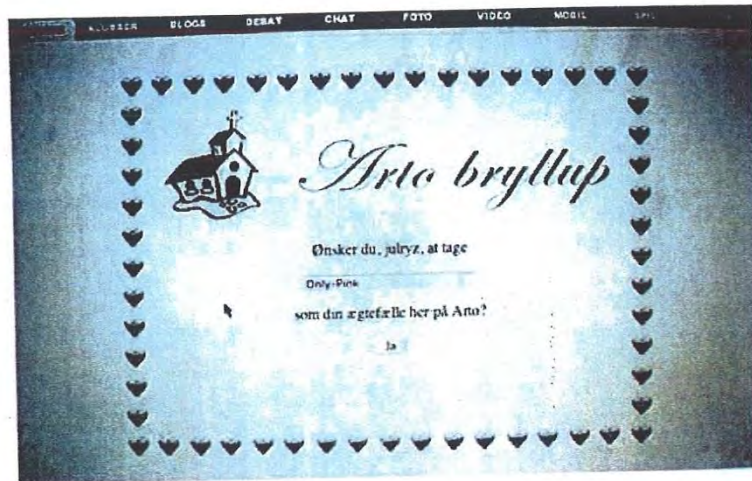 KLUBBER BLOGS DEBAT CHAT FOTO VIDEO MOBIL SPIL
Arto bryllup
Ønsker du, julryz, at tage
Only-Pink
som din ægtefælle her på Arto?
Ja